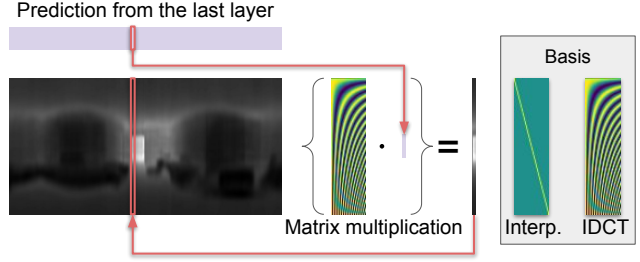 Prediction from the last layer
Basis
Matrix multiplication
Interp.
IDCT